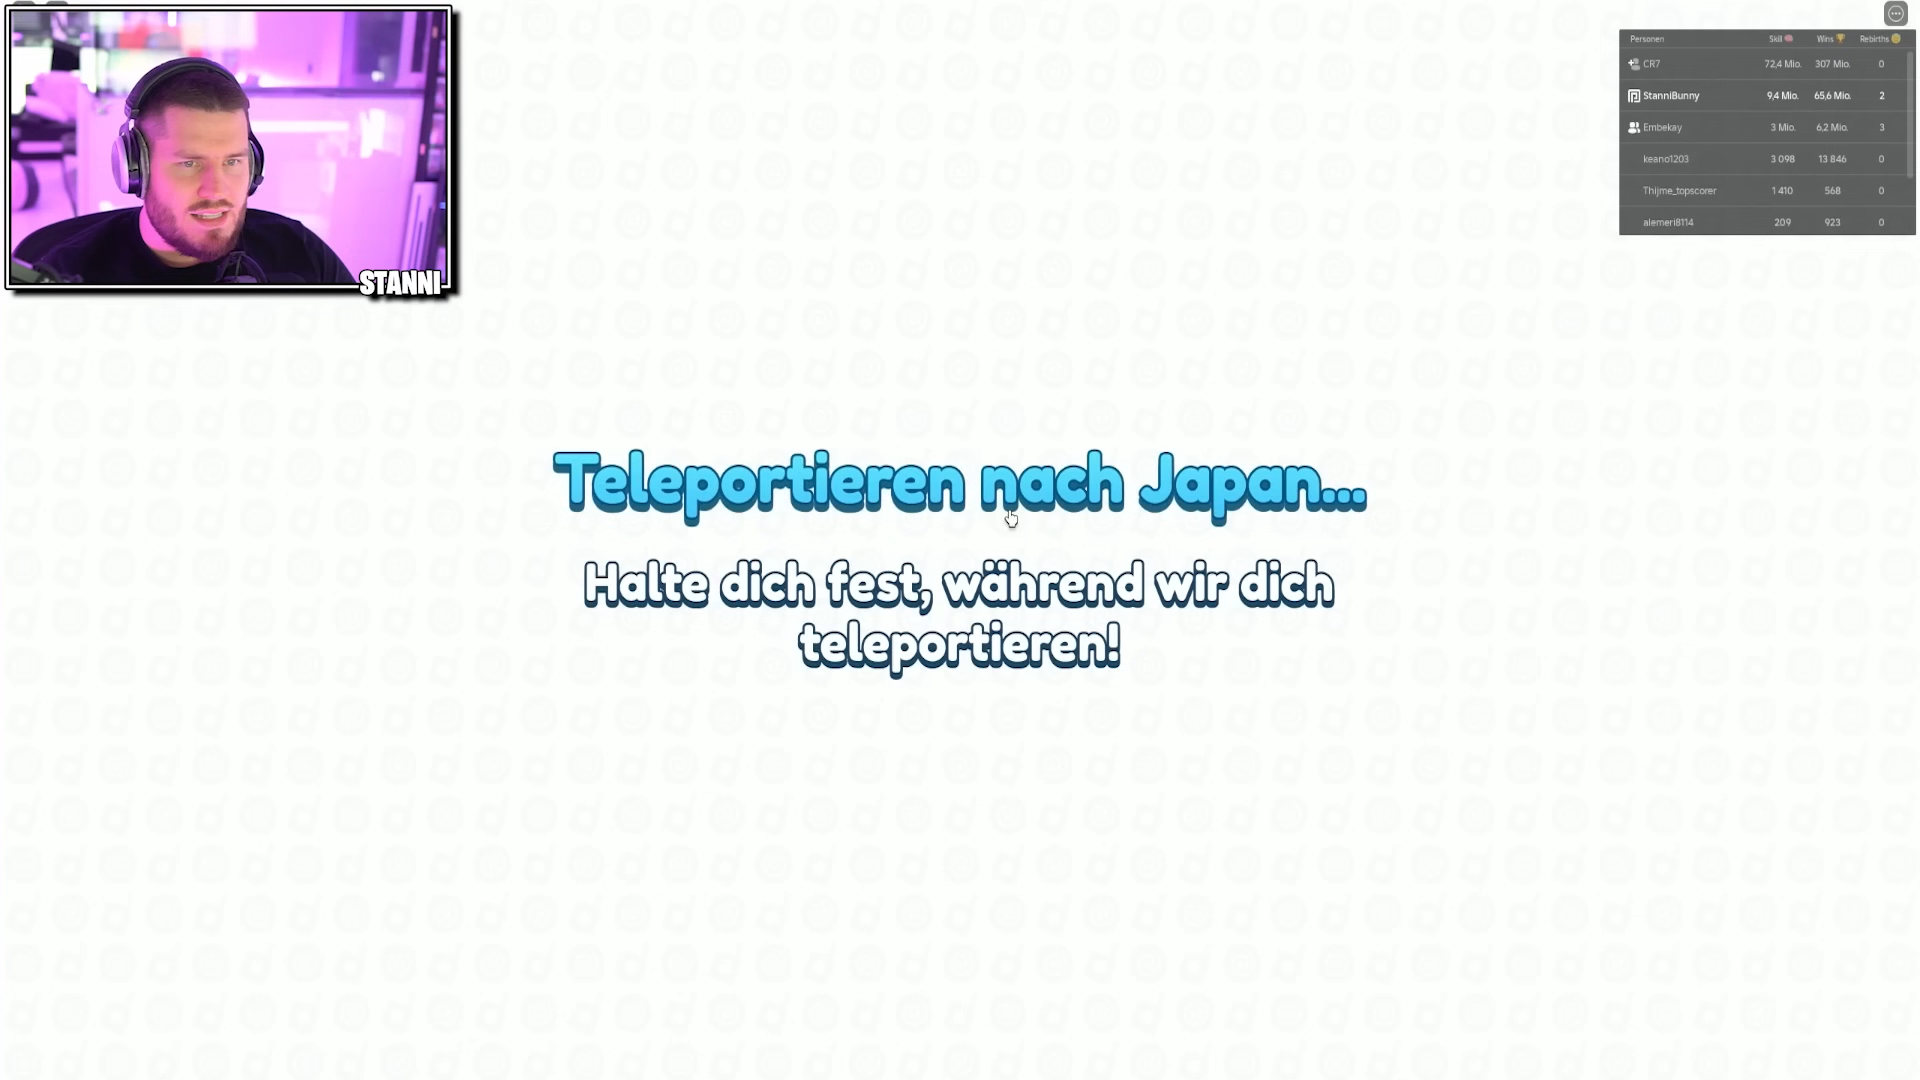 STANNI
Personen Skill Wins Rebirths
CR7 72,4 Mio. 307 Mio. 0
StanniBunny 9,4 Mio. 65,6 Mio. 2
Embekay 3 Mio. 6,2 Mio. 3
keano1203 3 098 13 846 0
Thijme_topscorer 1 410 568 0
alemeri8114 209 923 0
Teleportieren nach Japan...
Halte dich fest, während wir dich
teleportieren!